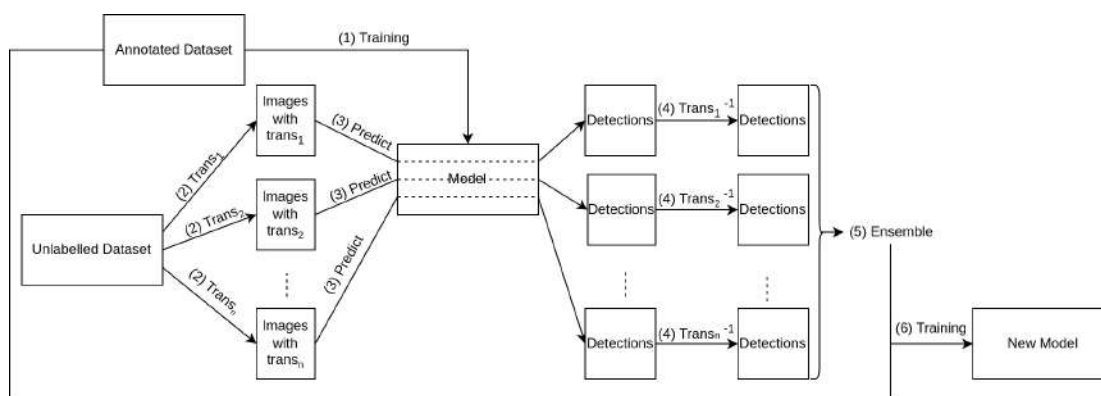 Annotated Dataset
(1) Training
Images
with
trans1
(3) Predict
(2) Trans1
Detections
(4) Trans1 -1
Detections
Model
Unlabelled Dataset
(2) Trans2
Images
with
trans2
(3) Predict
Detections
(4) Trans2 -1
Detections
(5) Ensemble
(2) Transn
Images
with
transn
(3) Predict
Detections
(4) Transn -1
Detections
(6) Training
New Model